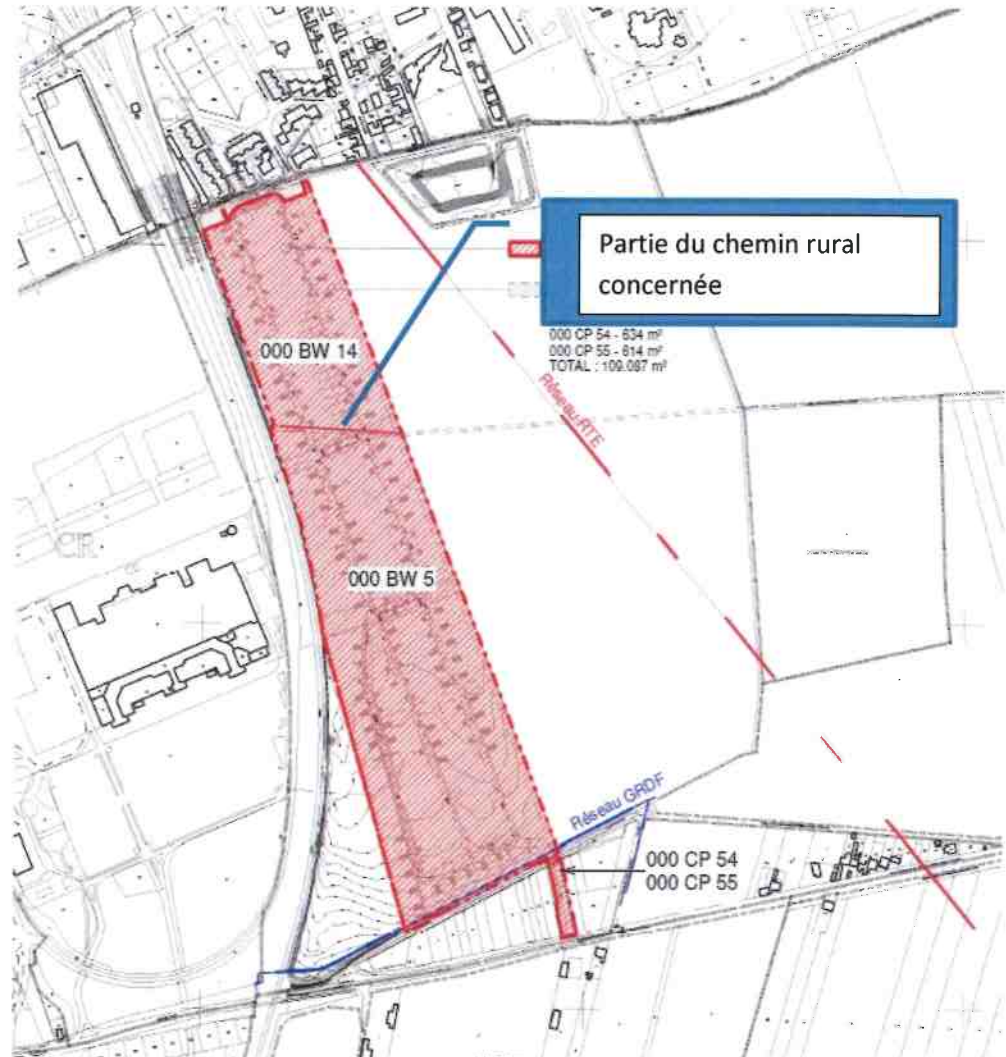 Partie du chemin rural
concernée
000 CP 54 - 634 m²
000 CP 55 - 614 m²
TOTAL : 109.087 m²
000 BW 14
Réseau RTE
000 BW 5
Réseau GRDF
000 CP 54
000 CP 55